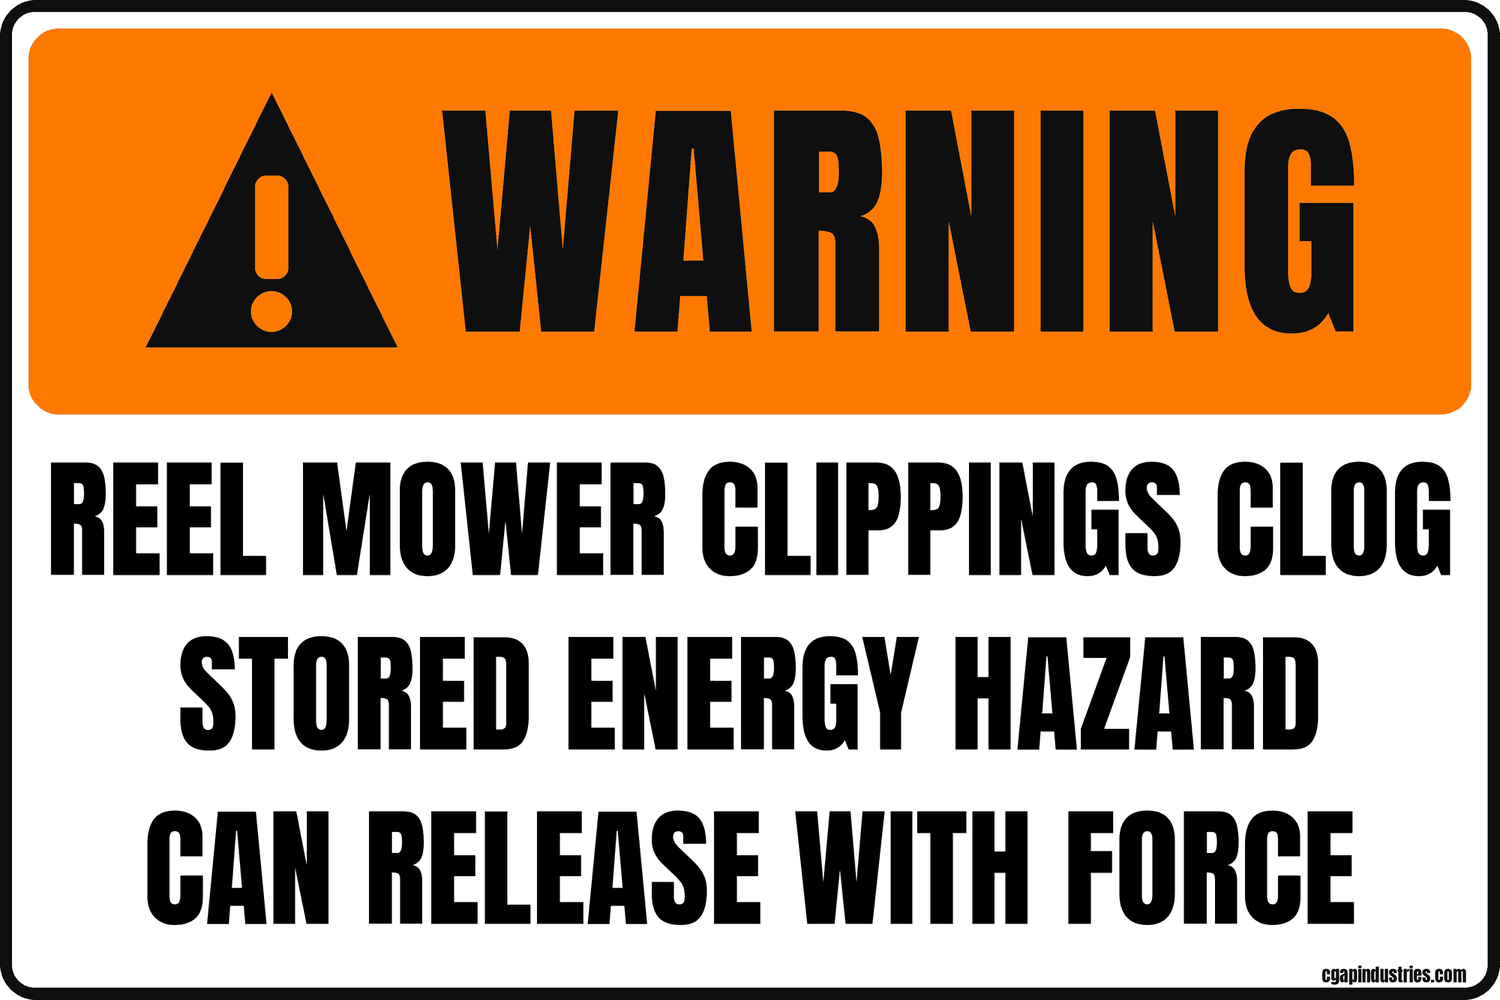 WARNING
REEL MOWER CLIPPINGS CLOG
STORED ENERGY HAZARD
CAN RELEASE WITH FORCE
cgapindustries.com